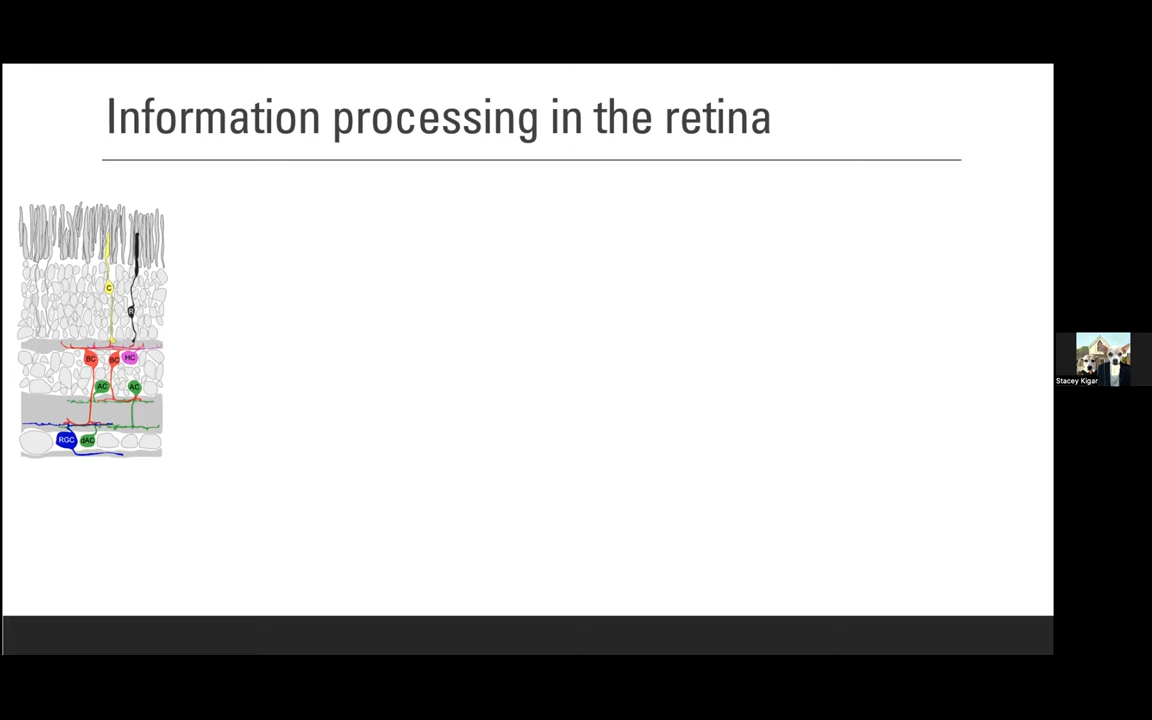 Information processing in the retina
C
R
BC
BC
HC
AC
AC
RGC
dAC
Stacey Kigar